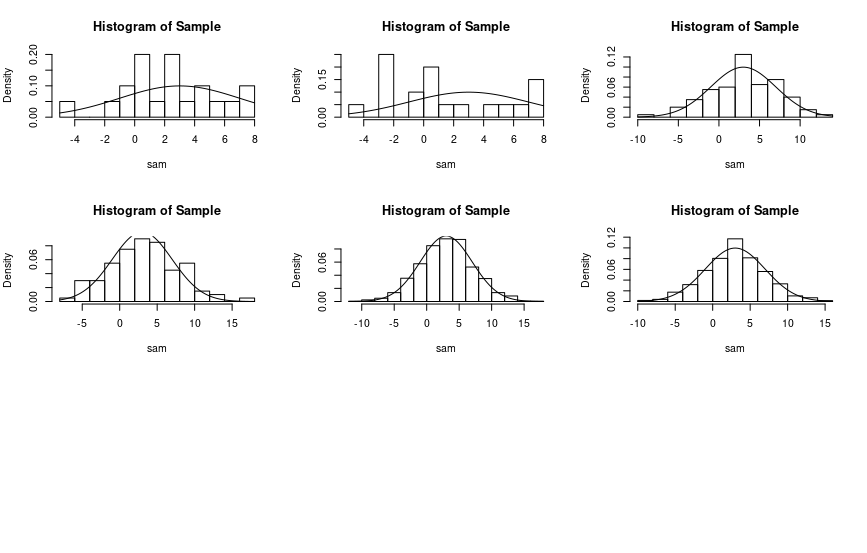 Histogram of Sample
Density
0.00 0.10 0.20
-4 -2 0 2 4 6 8
sam
Histogram of Sample
Density
0.00 0.15
-4 -2 0 2 4 6 8
sam
Histogram of Sample
Density
0.00 0.06 0.12
-10 -5 0 5 10
sam
Histogram of Sample
Density
0.00 0.06
-5 0 5 10 15
sam
Histogram of Sample
Density
0.00 0.06
-10 -5 0 5 10 15
sam
Histogram of Sample
Density
0.00 0.06 0.12
-10 -5 0 5 10 15
sam